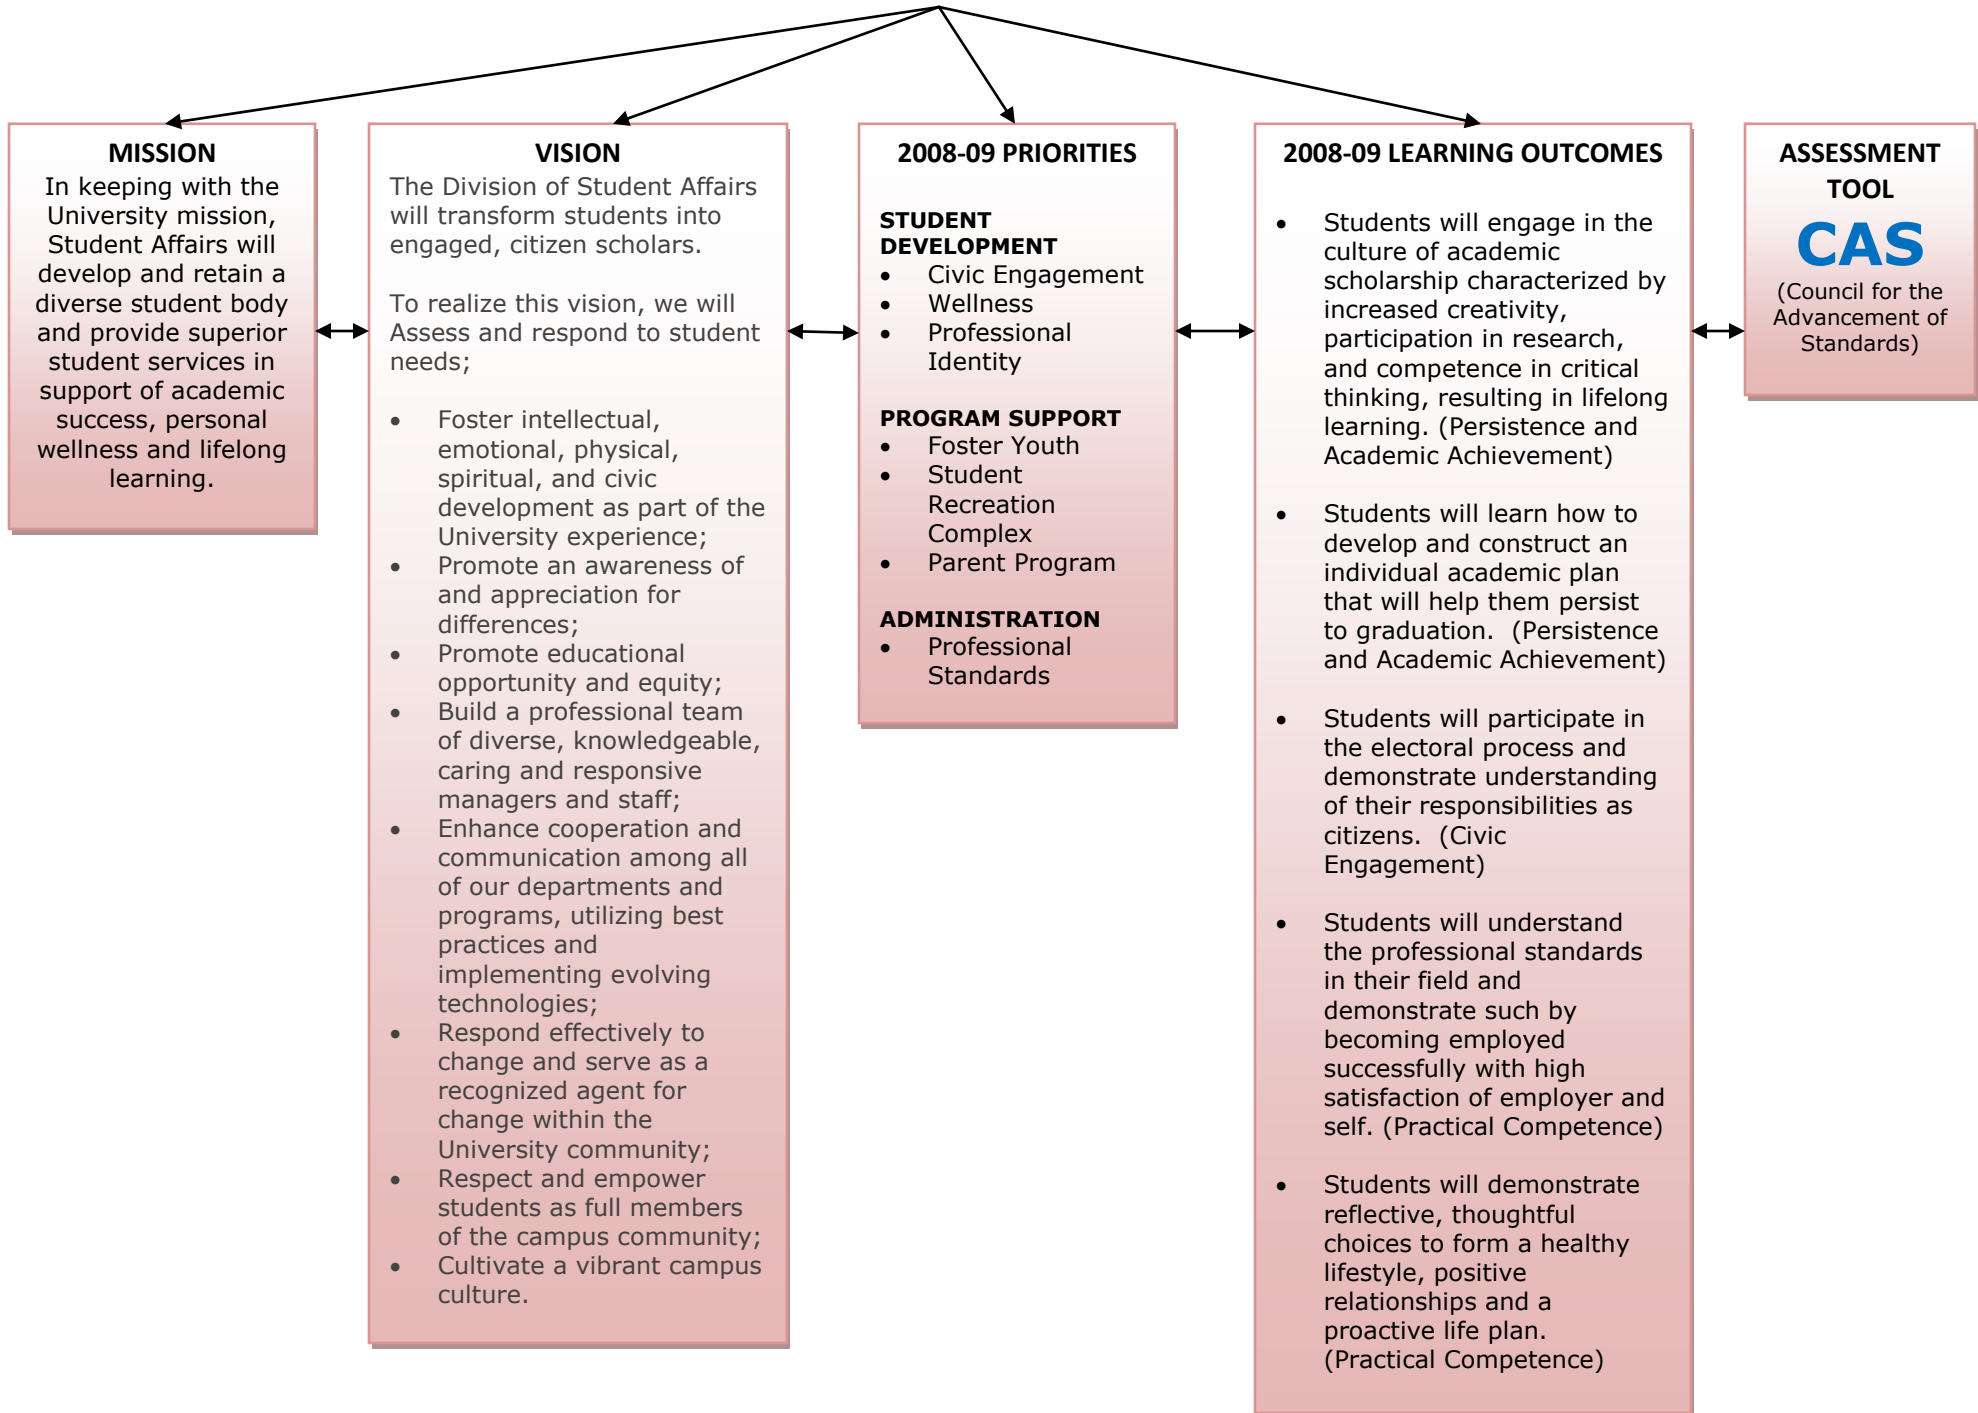 MISSION
In keeping with the
University mission,
Student Affairs will
develop and retain a
diverse student body
and provide superior
student services in
support of academic
success, personal
wellness and lifelong
learning.
VISION
The Division of Student Affairs
will transform students into
engaged, citizen scholars.
To realize this vision, we will
Assess and respond to student
needs;
• Foster intellectual,
emotional, physical,
spiritual, and civic
development as part of the
University experience;
• Promote an awareness of
and appreciation for
differences;
• Promote educational
opportunity and equity;
• Build a professional team
of diverse, knowledgeable,
caring and responsive
managers and staff;
• Enhance cooperation and
communication among all
of our departments and
programs, utilizing best
practices and
implementing evolving
technologies;
• Respond effectively to
change and serve as a
recognized agent for
change within the
University community;
• Respect and empower
students as full members
of the campus community;
• Cultivate a vibrant campus
culture.
2008-09 PRIORITIES
STUDENT
DEVELOPMENT
• Civic Engagement
• Wellness
• Professional
Identity
PROGRAM SUPPORT
• Foster Youth
• Student
Recreation
Complex
• Parent Program
ADMINISTRATION
• Professional
Standards
2008-09 LEARNING OUTCOMES
• Students will engage in the
culture of academic
scholarship characterized by
increased creativity,
participation in research,
and competence in critical
thinking, resulting in lifelong
learning. (Persistence and
Academic Achievement)
• Students will learn how to
develop and construct an
individual academic plan
that will help them persist
to graduation.  (Persistence
and Academic Achievement)
• Students will participate in
the electoral process and
demonstrate understanding
of their responsibilities as
citizens.  (Civic
Engagement)
• Students will understand
the professional standards
in their field and
demonstrate such by
becoming employed
successfully with high
satisfaction of employer and
self. (Practical Competence)
• Students will demonstrate
reflective, thoughtful
choices to form a healthy
lifestyle, positive
relationships and a
proactive life plan.
(Practical Competence)
ASSESSMENT
TOOL
CAS
(Council for the
Advancement of
Standards)